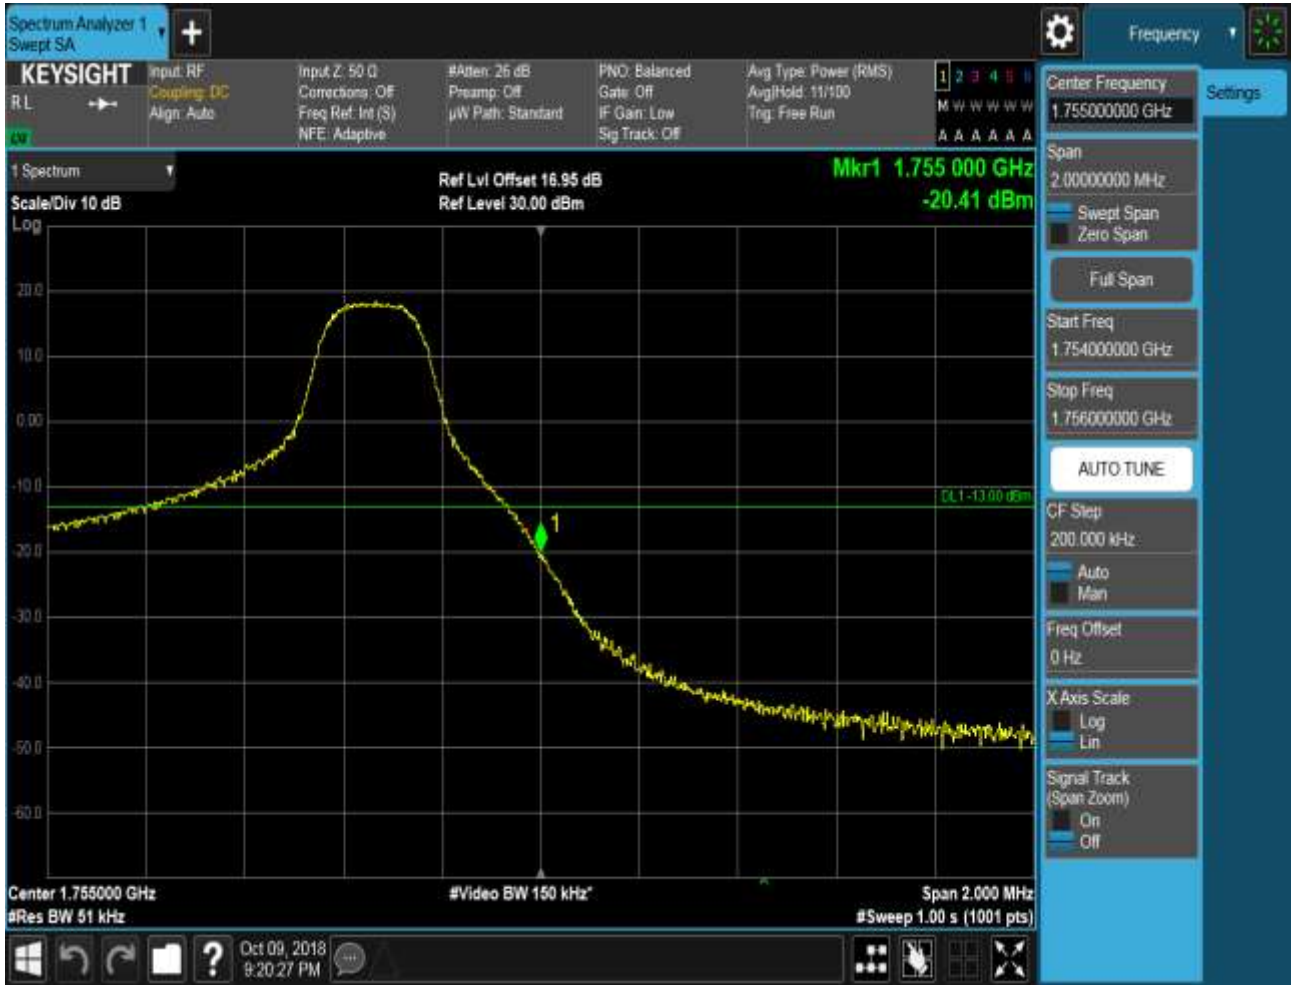 Spectrum Analyzer 1
Swept SA
+
Frequency
KEYSIGHT
R L
Input: RF
Coupling: DC
Align: Auto
Input Z: 50 Ω
Corrections: Off
Freq Ref: Int (S)
NFE: Adaptive
#Atten: 26 dB
Preamp: Off
µW Path: Standard
PNO: Balanced
Gate: Off
IF Gain: Low
Sig Track: Off
Avg Type: Power (RMS)
Avg|Hold: 11/100
Trig: Free Run
1 2 3 4 5 6
M W W W W W
A A A A A A
1 Spectrum
Scale/Div 10 dB
Log
Ref Lvl Offset 16.95 dB
Ref Level 30.00 dBm
Mkr1 1.755 000 GHz
-20.41 dBm
20.0
10.0
0.00
-10.0
-20.0
-30.0
-40.0
-50.0
-60.0
DL1 -13.00 dBm
1
Center 1.755000 GHz
#Res BW 51 kHz
#Video BW 150 kHz*
Span 2.000 MHz
#Sweep 1.00 s (1001 pts)
Center Frequency
1.755000000 GHz
Settings
Span
2.00000000 MHz
Swept Span
Zero Span
Full Span
Start Freq
1.754000000 GHz
Stop Freq
1.756000000 GHz
AUTO TUNE
CF Step
200.000 kHz
Auto
Man
Freq Offset
0 Hz
X Axis Scale
Log
Lin
Signal Track
(Span Zoom)
On
Off
?
Oct 09, 2018
9:20:27 PM